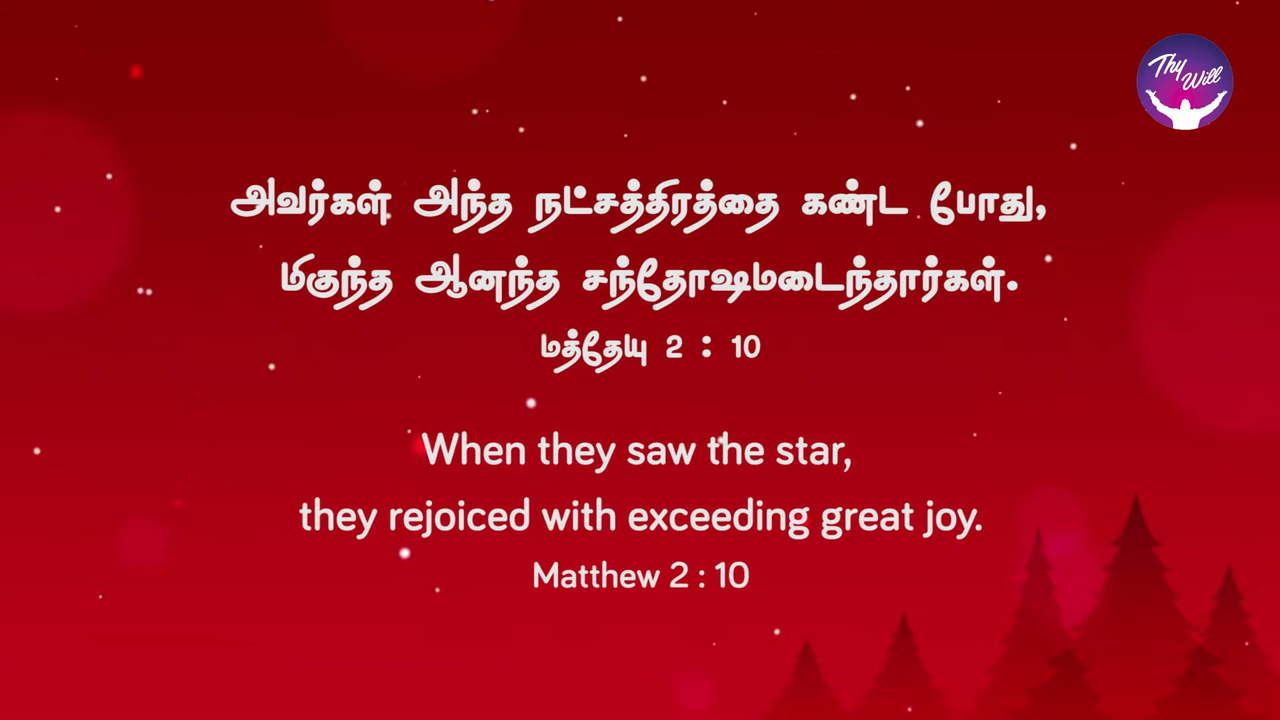 Thy Will
அவர்கள் அந்த நட்சத்திரத்தை கண்ட போது,
மிகுந்த ஆனந்த சந்தோஷமடைந்தார்கள்.
மத்தேயு 2 : 10
When they saw the star,
they rejoiced with exceeding great joy.
Matthew 2 : 10